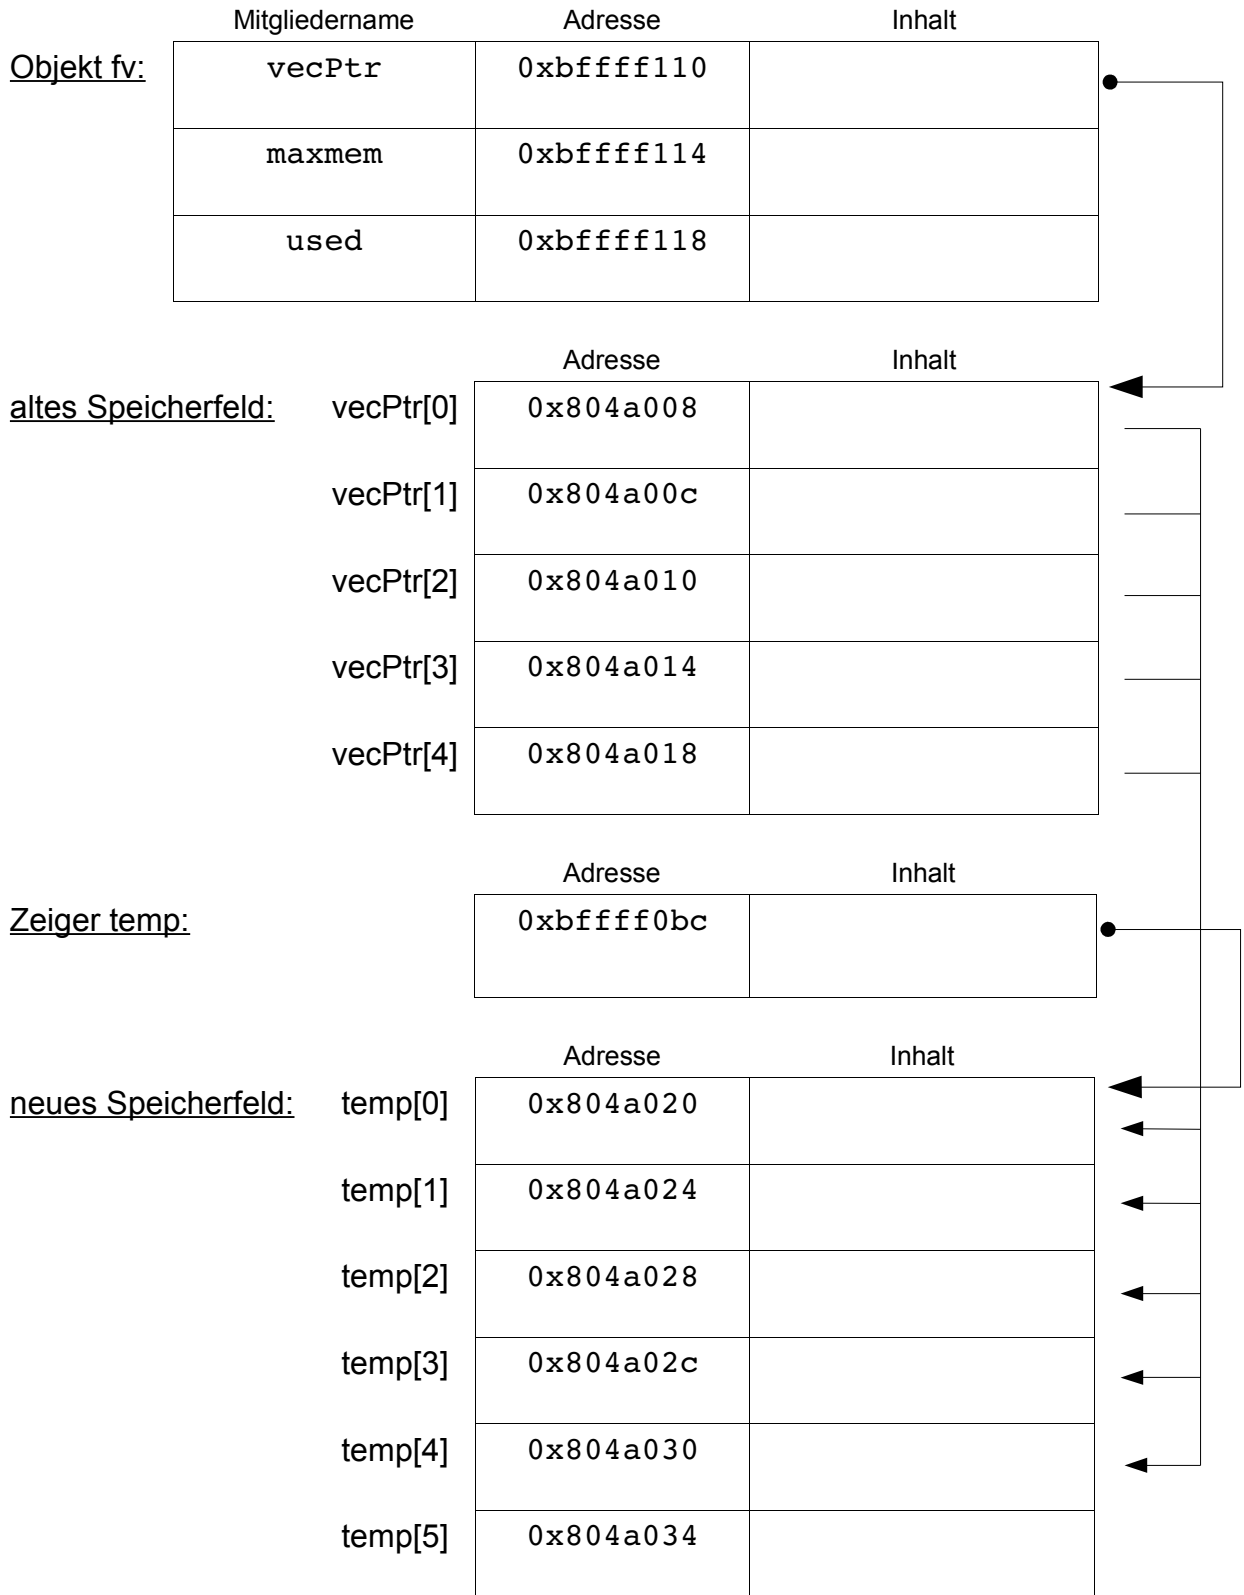 Mitgliedername Adresse Inhalt
Objekt fv: vecPtr 0xbffff110
maxmem 0xbffff114
used 0xbffff118
Adresse Inhalt
altes Speicherfeld: vecPtr[0] 0x804a008
vecPtr[1] 0x804a00c
vecPtr[2] 0x804a010
vecPtr[3] 0x804a014
vecPtr[4] 0x804a018
Adresse Inhalt
Zeiger temp: 0xbffff0bc
Adresse Inhalt
neues Speicherfeld: temp[0] 0x804a020
temp[1] 0x804a024
temp[2] 0x804a028
temp[3] 0x804a02c
temp[4] 0x804a030
temp[5] 0x804a034